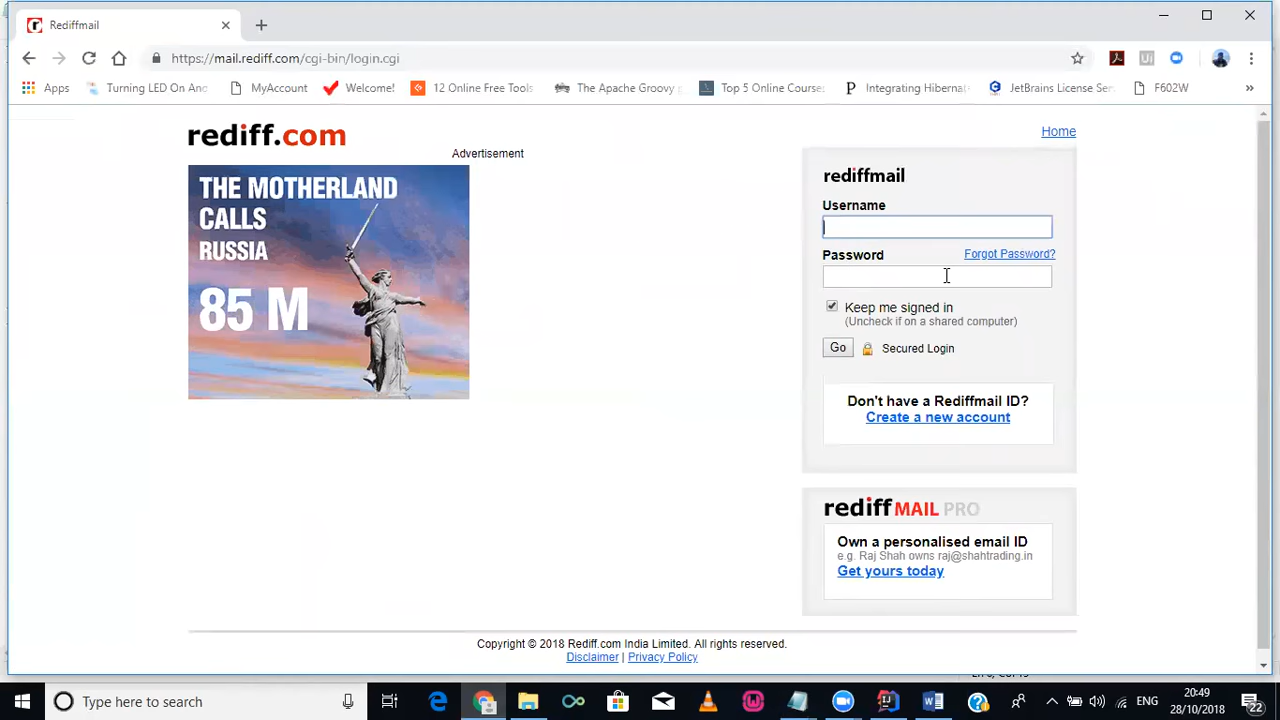 Rediffmail
https://mail.rediff.com/cgi-bin/login.cgi
Apps
Turning LED On And
MyAccount
Welcome!
12 Online Free Tools
The Apache Groovy p
Top 5 Online Course
Integrating Hibernat
JetBrains License Ser
F602W
rediff.com
Home
Advertisement
THE MOTHERLAND
CALLS
RUSSIA
85 M
rediffmail
Username
Password
Forgot Password?
Keep me signed in
(Uncheck if on a shared computer)
Go
Secured Login
Don't have a Rediffmail ID?
Create a new account
rediff MAIL PRO
Own a personalised email ID
e.g. Raj Shah owns raj@shahtrading.in
Get yours today
Copyright © 2018 Rediff.com India Limited. All rights reserved.
Disclaimer | Privacy Policy
Type here to search
ENG
20:49
28/10/2018
22